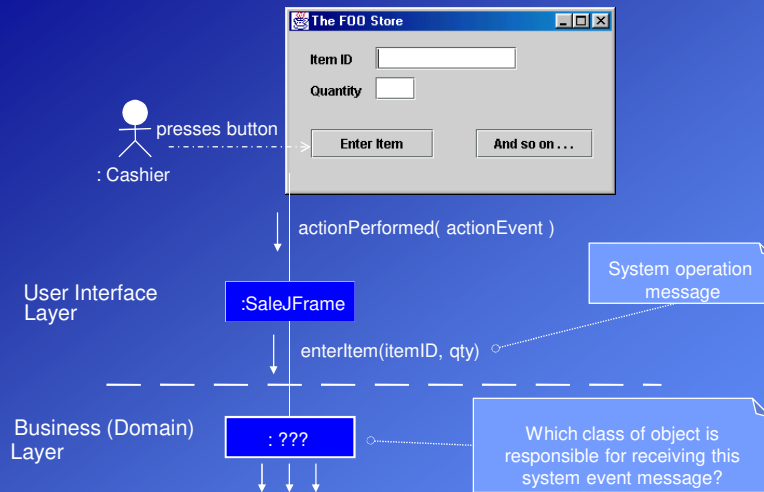 The FOO Store
Item ID
Quantity
Enter Item
And so on . . .
presses button
: Cashier
actionPerformed( actionEvent )
System operation
message
User Interface
Layer
:SaleJFrame
enterItem(itemID, qty)
Business (Domain)
Layer
: ???
Which class of object is
responsible for receiving this
system event message?